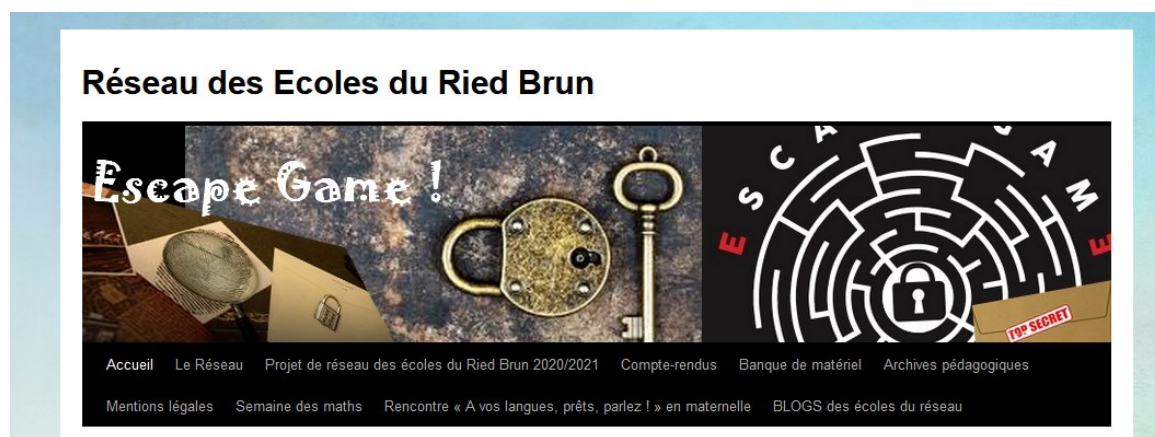 Réseau des Ecoles du Ried Brun
Escape Game !
ESCAPE GAME
TOP SECRET
Accueil Le Réseau Projet de réseau des écoles du Ried Brun 2020/2021 Compte-rendus Banque de matériel Archives pédagogiques
Mentions légales Semaine des maths Rencontre « A vos langues, prêts, parlez ! » en maternelle BLOGS des écoles du réseau